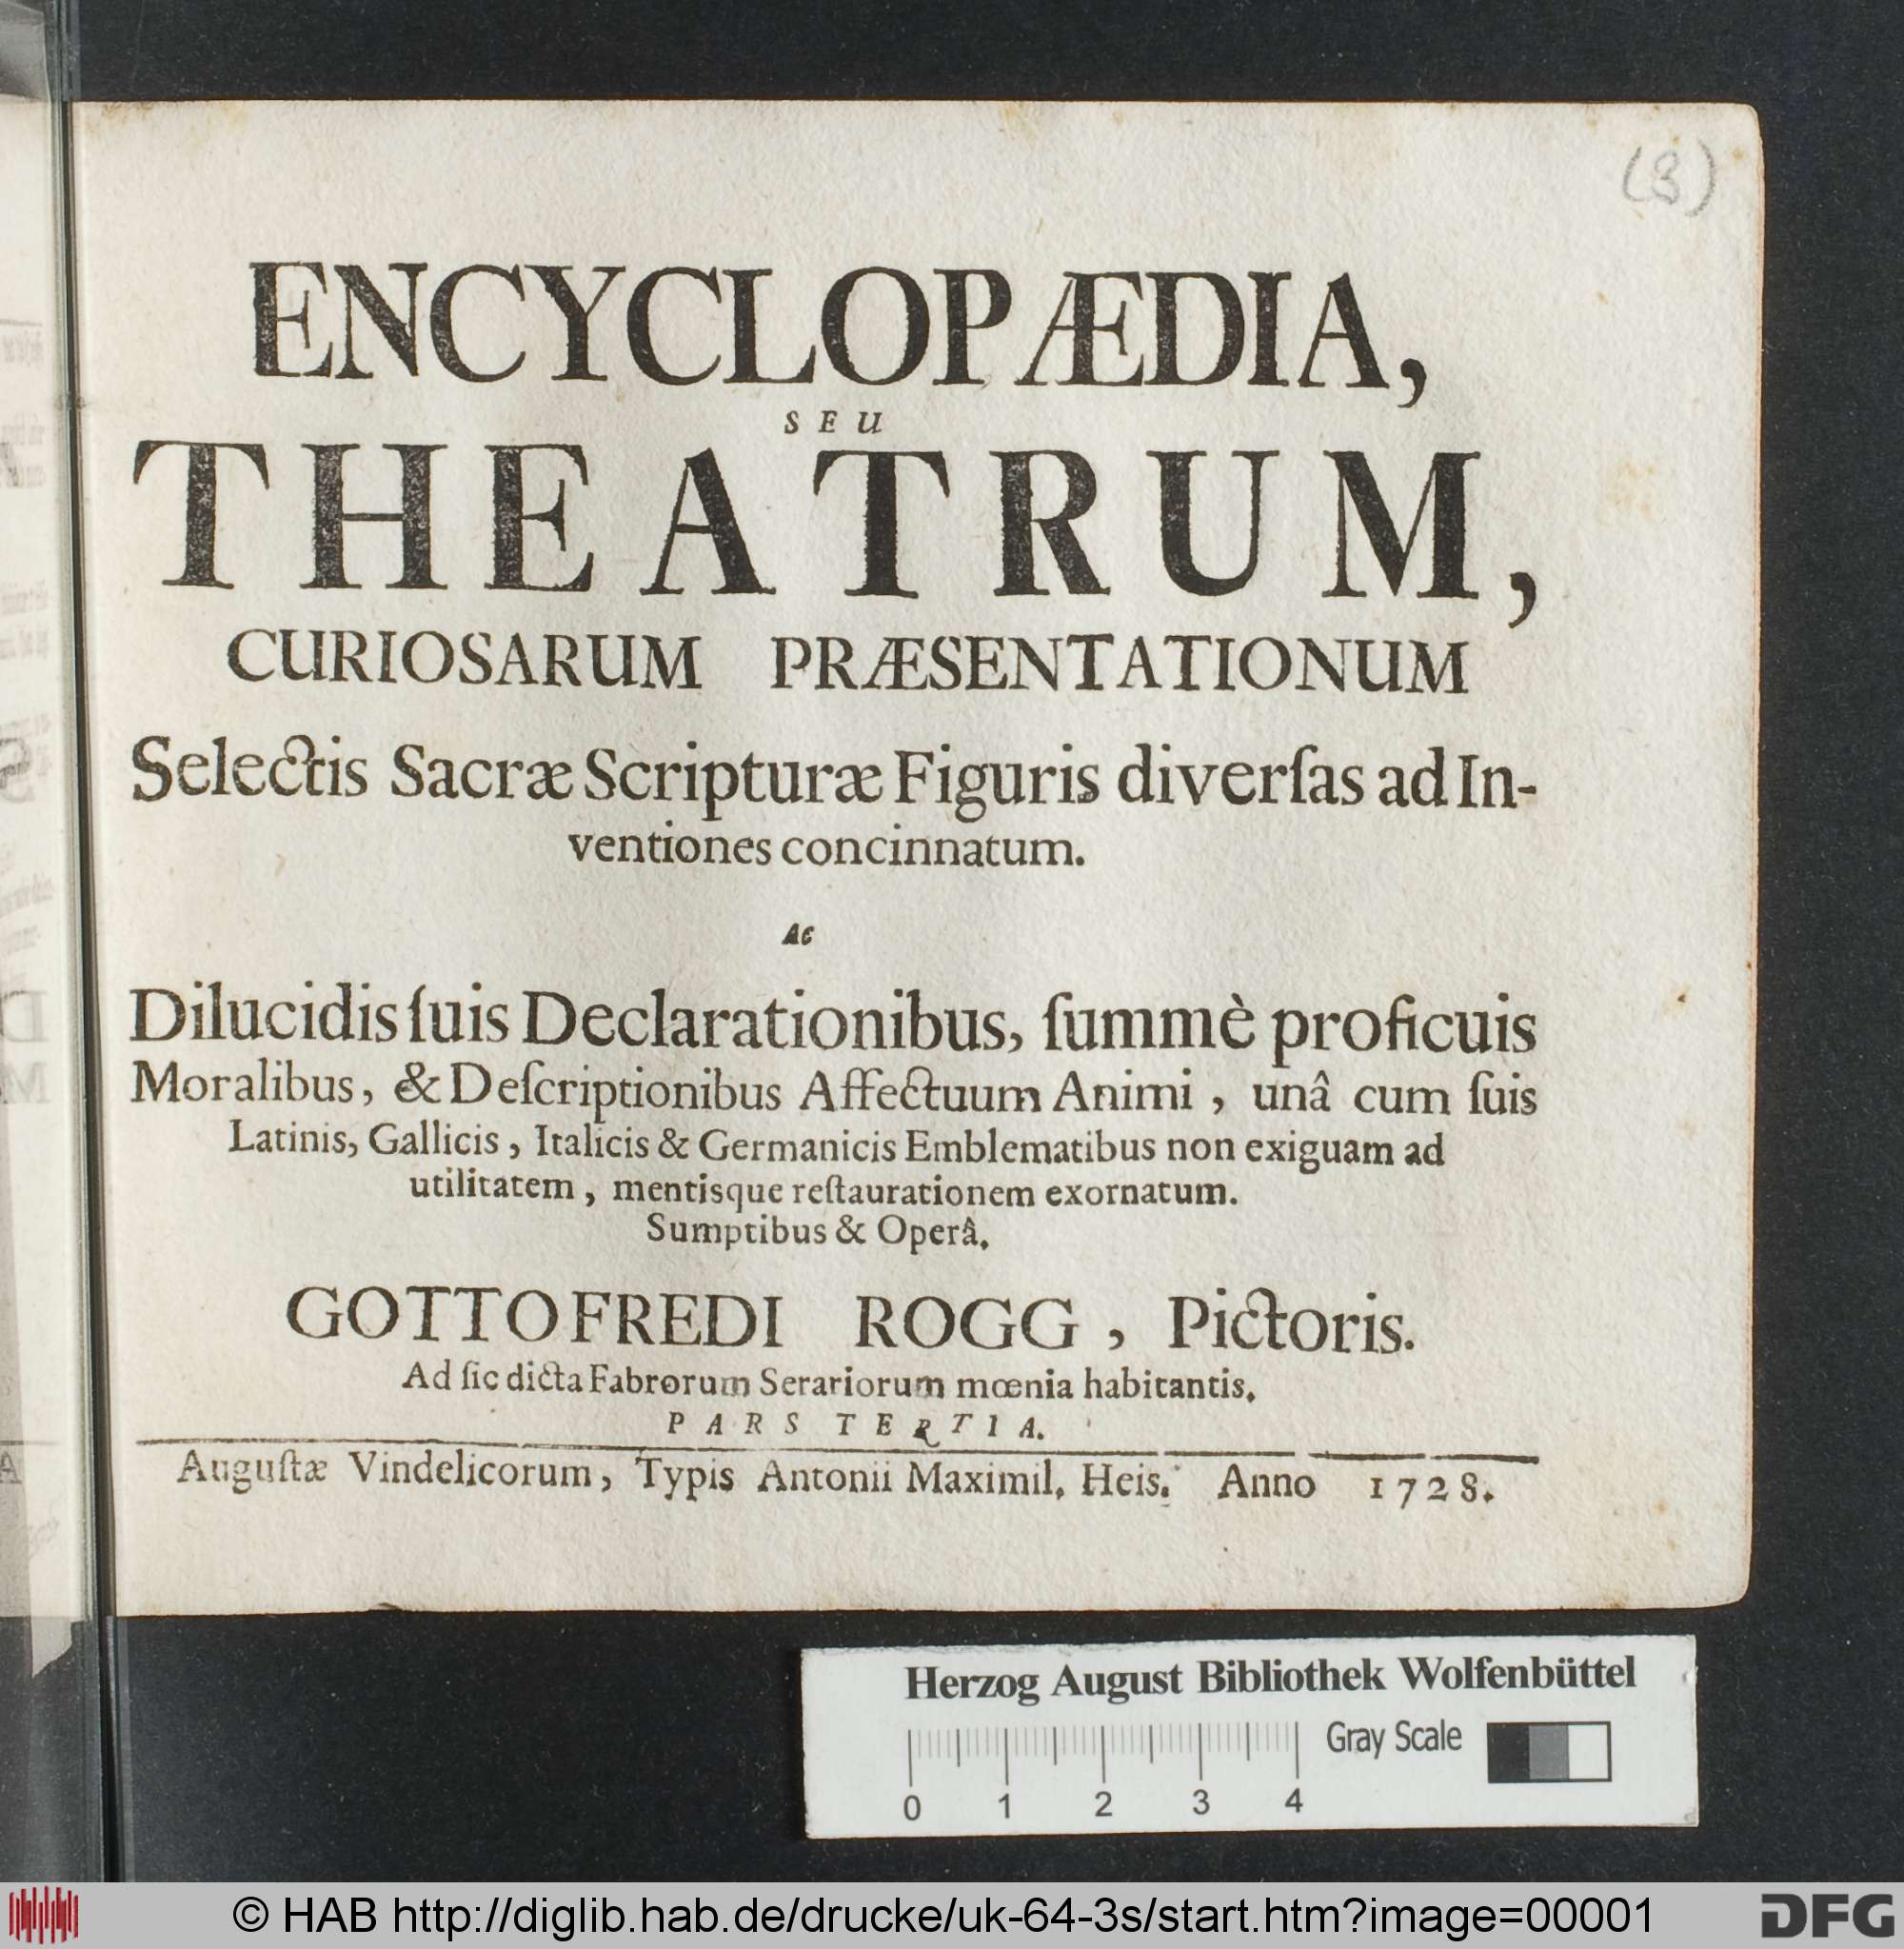 (3)
ENCYCLOPÆDIA,
SEU
THEATRUM,
CURIOSARUM PRÆSENTATIONUM
Selectis Sacræ Scripturæ Figuris diverſas ad In-
ventiones concinnatum.
AC
Dilucidis ſuis Declarationibus, ſummè proficuis
Moralibus, & Deſcriptionibus Affectuum Animi, unâ cum ſuis
Latinis, Gallicis, Italicis & Germanicis Emblematibus non exiguam ad
utilitatem, mentisque reſtaurationem exornatum.
Sumptibus & Operâ.
GOTTOFREDI ROGG, Pictoris.
Ad ſic dicta Fabrorum Serariorum mœnia habitantis.
PARS TERTIA.
Auguſtæ Vindelicorum, Typis Antonii Maximil, Heis. Anno 1728.
Herzog August Bibliothek Wolfenbüttel
Gray Scale
0 1 2 3 4
© HAB http://diglib.hab.de/drucke/uk-64-3s/start.htm?image=00001
DFG